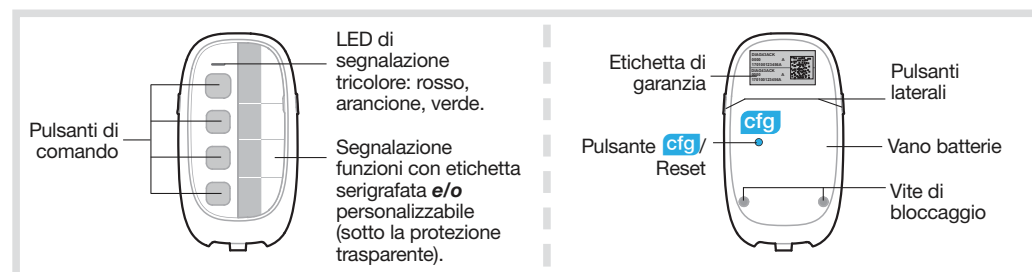 LED di
segnalazione
tricolore: rosso,
arancione, verde.
Pulsanti di
comando
Segnalazione
funzioni con etichetta
serigrafata e/o
personalizzabile
(sotto la protezione
trasparente).
Etichetta di
garanzia
Pulsanti
laterali
cfg
Pulsante cfg/
Reset
Vano batterie
Vite di
bloccaggio